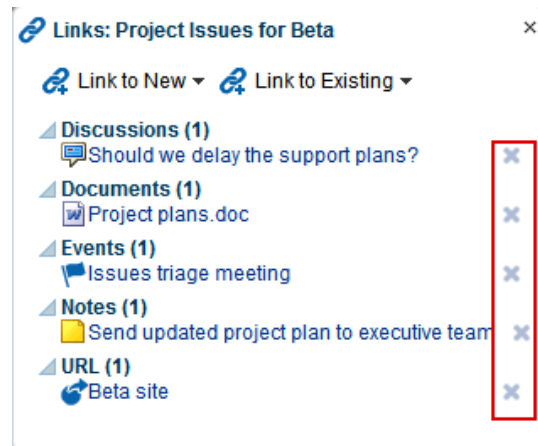 Links: Project Issues for Beta
Link to New Link to Existing
Discussions (1)
Should we delay the support plans?
Documents (1)
Project plans.doc
Events (1)
Issues triage meeting
Notes (1)
Send updated project plan to executive team
URL (1)
Beta site